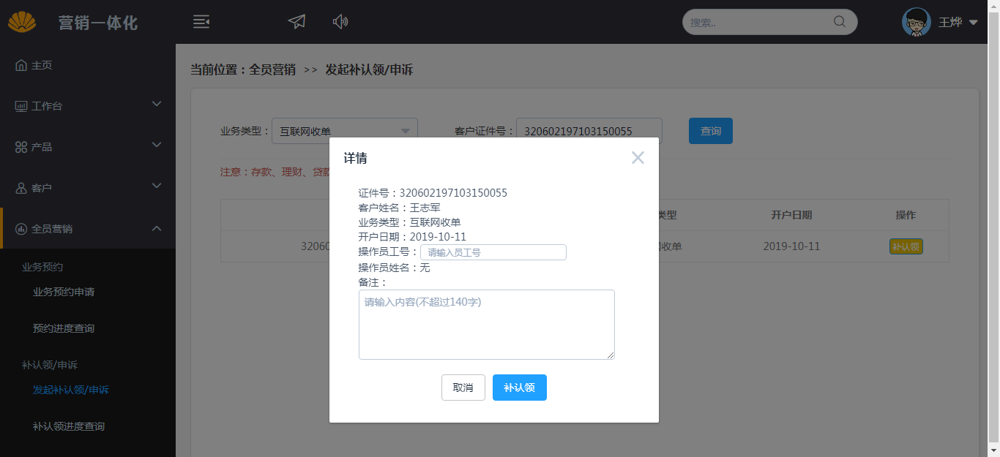 营销一体化
搜索..
王烨
主页
工作台
产品
客户
全员营销
业务预约
业务预约申请
预约进度查询
补认领/申诉
发起补认领/申诉
补认领进度查询
当前位置：全员营销 >> 发起补认领/申诉
业务类型：互联网收单 客户证件号：320602197103150055 查询
注意：存款、理财、贷款
类型 开户日期 操作
32060 网收单 2019-10-11 补认领
详情
证件号：320602197103150055
客户姓名：王志军
业务类型：互联网收单
开户日期：2019-10-11
操作员工号：请输入员工号
操作员姓名：无
备注：
请输入内容(不超过140字)
取消 补认领